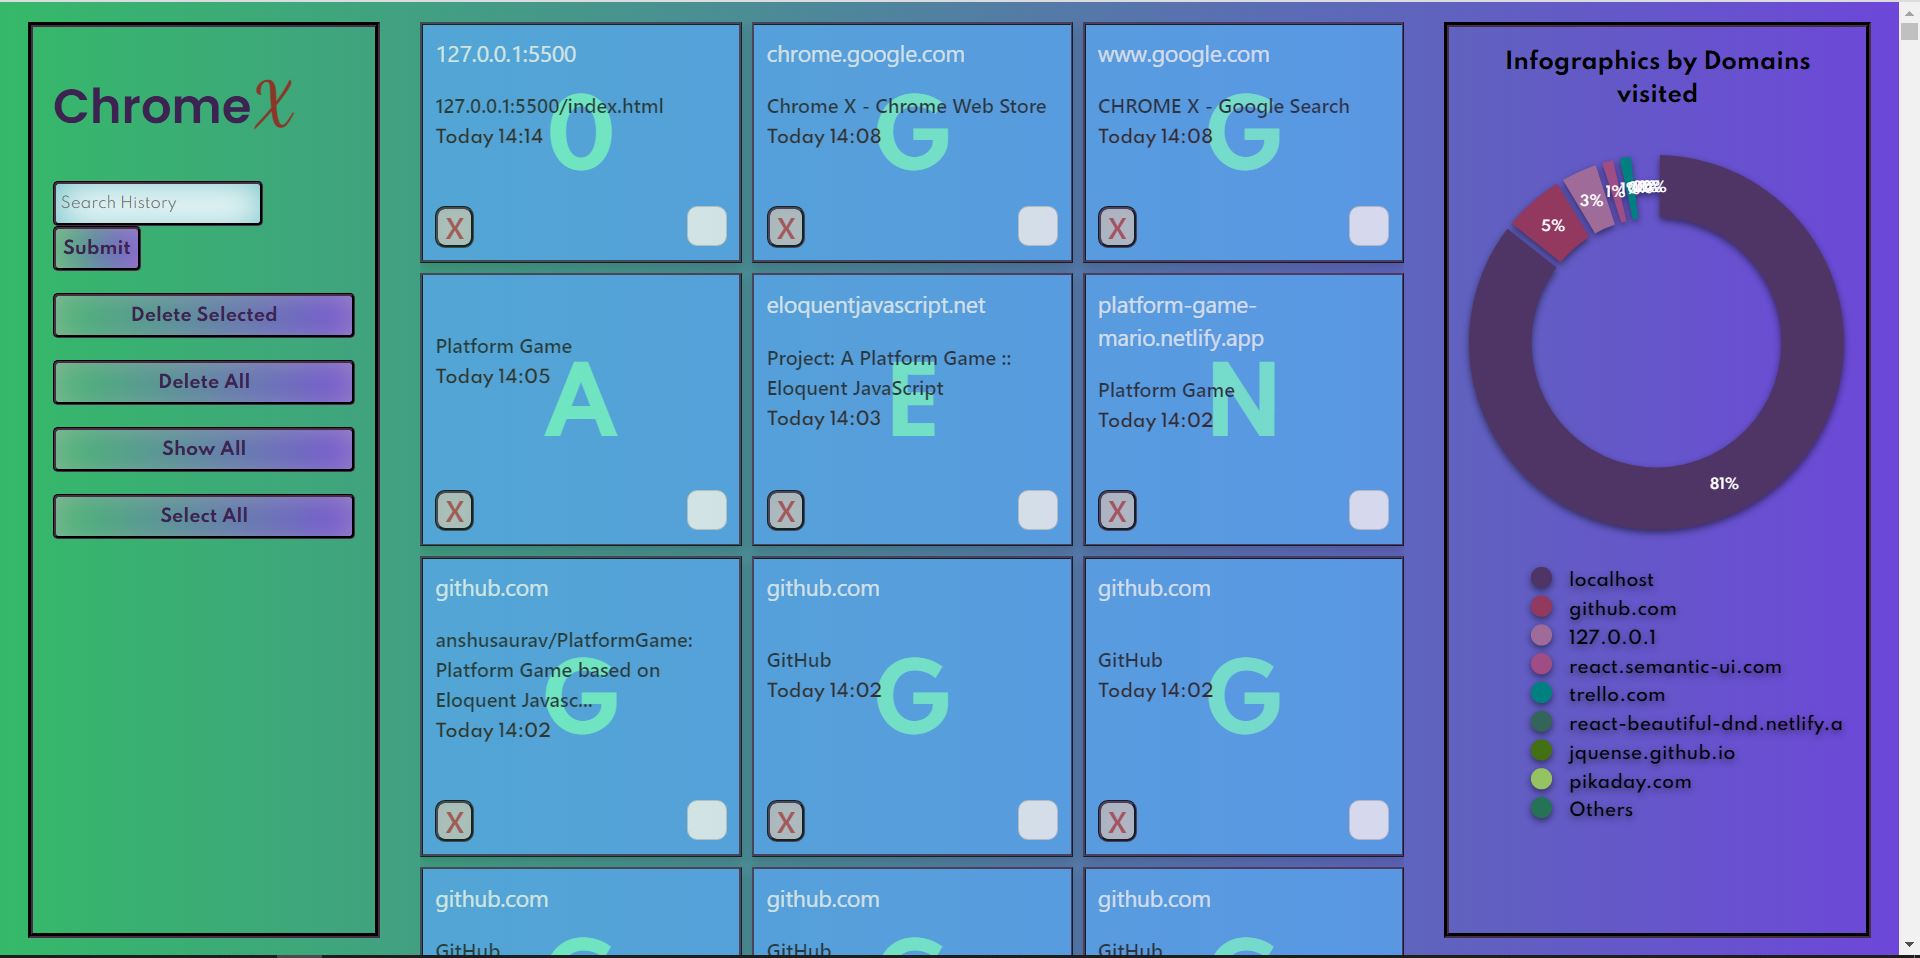 ChromeX
Search History
Submit
Delete Selected
Delete All
Show All
Select All
127.0.0.1:5500
127.0.0.1:5500/index.html
Today 14:14
0
X
chrome.google.com
Chrome X - Chrome Web Store
Today 14:08
G
X
www.google.com
CHROME X - Google Search
Today 14:08
G
X
Platform Game
Today 14:05
A
X
eloquentjavascript.net
Project: A Platform Game ::
Eloquent JavaScript
Today 14:03
E
X
platform-game-
mario.netlify.app
Platform Game
Today 14:02
N
X
github.com
anshusaurav/PlatformGame:
Platform Game based on
Eloquent Javasc...
Today 14:02
G
X
github.com
GitHub
Today 14:02
G
X
github.com
GitHub
Today 14:02
G
X
github.com
GitHub
G
github.com
GitHub
G
github.com
GitHub
G
Infographics by Domains
visited
5%
3%
1%
81%
localhost
github.com
127.0.0.1
react.semantic-ui.com
trello.com
react-beautiful-dnd.netlify.a
jquense.github.io
pikaday.com
Others